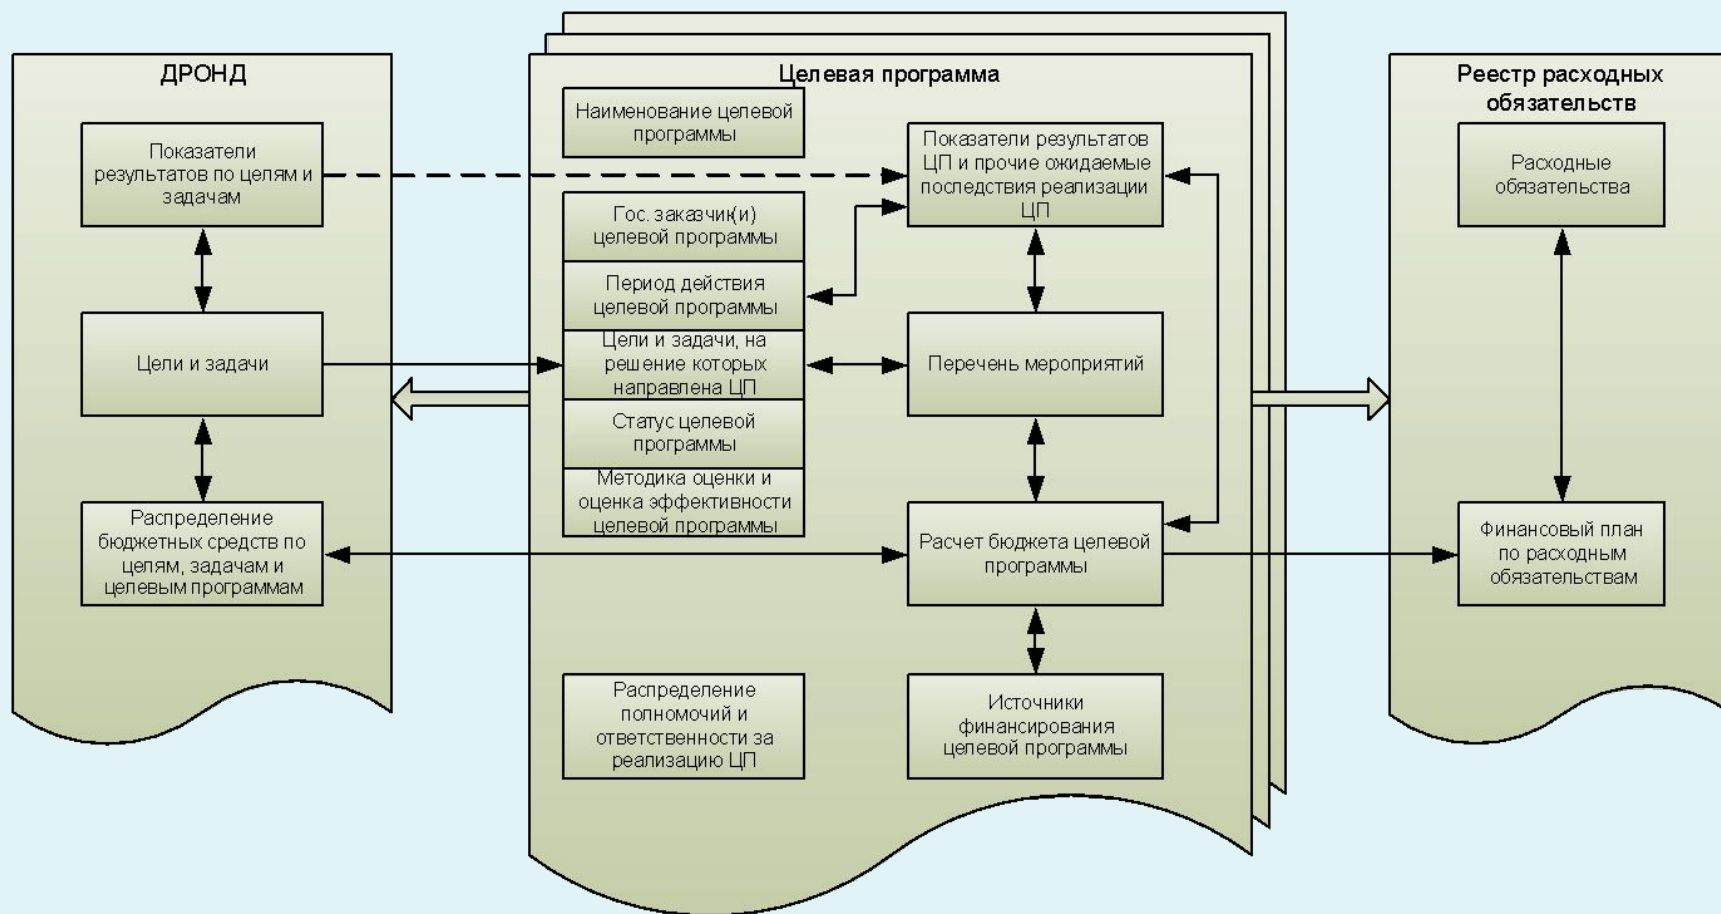 ДРОНД
Показатели
результатов по целям и
задачам
Цели и задачи
Распределение
бюджетных средств по
целям, задачам и
целевым программам
Целевая программа
Наименование целевой
программы
Гос. заказчик(и)
целевой программы
Период действия
целевой программы
Цели и задачи, на
решение которых
направлена ЦП
Статус целевой
программы
Методика оценки и
оценка эффективности
целевой программы
Распределение
полномочий и
ответственности за
реализацию ЦП
Показатели результатов
ЦП и прочие ожидаемые
последствия реализации
ЦП
Перечень мероприятий
Расчет бюджета целевой
программы
Источники
финансирования
целевой программы
Реестр расходных
обязательств
Расходные
обязательства
Финансовый план
по расходным
обязательствам